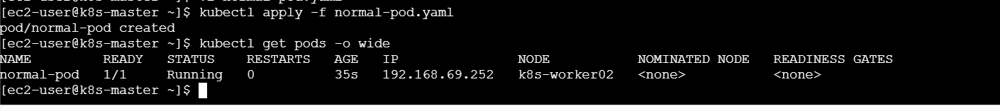 [ec2-user@k8s-master ~]$ kubectl apply -f normal-pod.yaml
pod/normal-pod created
[ec2-user@k8s-master ~]$ kubectl get pods -o wide
NAME READY STATUS RESTARTS AGE IP NODE NOMINATED NODE READINESS GATES
normal-pod 1/1 Running 0 35s 192.168.69.252 k8s-worker02 <none> <none>
[ec2-user@k8s-master ~]$